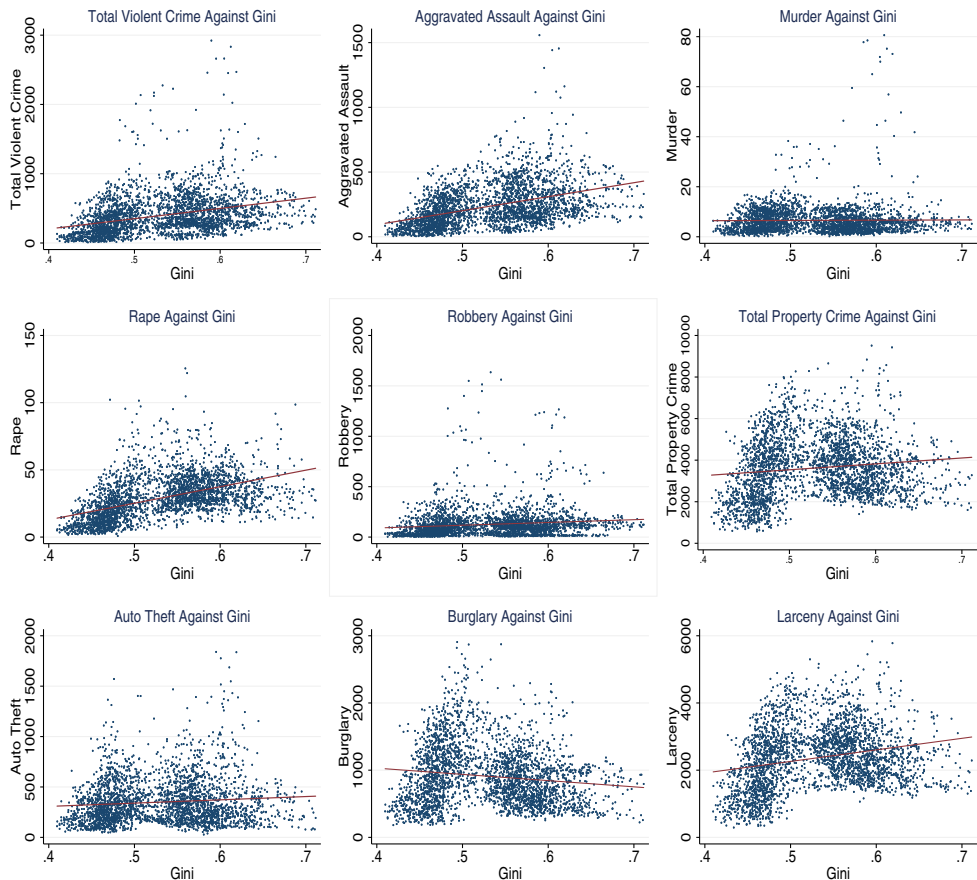 Total Violent Crime Against Gini
Total Violent Crime
0 1000 2000 3000
.4 .5 .6 .7
Gini
Aggravated Assault Against Gini
Aggravated Assault
0 500 1000 1500
.4 .5 .6 .7
Gini
Murder Against Gini
Murder
0 20 40 60 80
.4 .5 .6 .7
Gini
Rape Against Gini
Rape
0 50 100 150
.4 .5 .6 .7
Gini
Robbery Against Gini
Robbery
0 500 1000 1500 2000
.4 .5 .6 .7
Gini
Total Property Crime Against Gini
Total Property Crime
0 2000 4000 6000 8000 10000
.4 .5 .6 .7
Gini
Auto Theft Against Gini
Auto Theft
0 500 1000 1500 2000
.4 .5 .6 .7
Gini
Burglary Against Gini
Burglary
0 1000 2000 3000
.4 .5 .6 .7
Gini
Larceny Against Gini
Larceny
0 2000 4000 6000
.4 .5 .6 .7
Gini